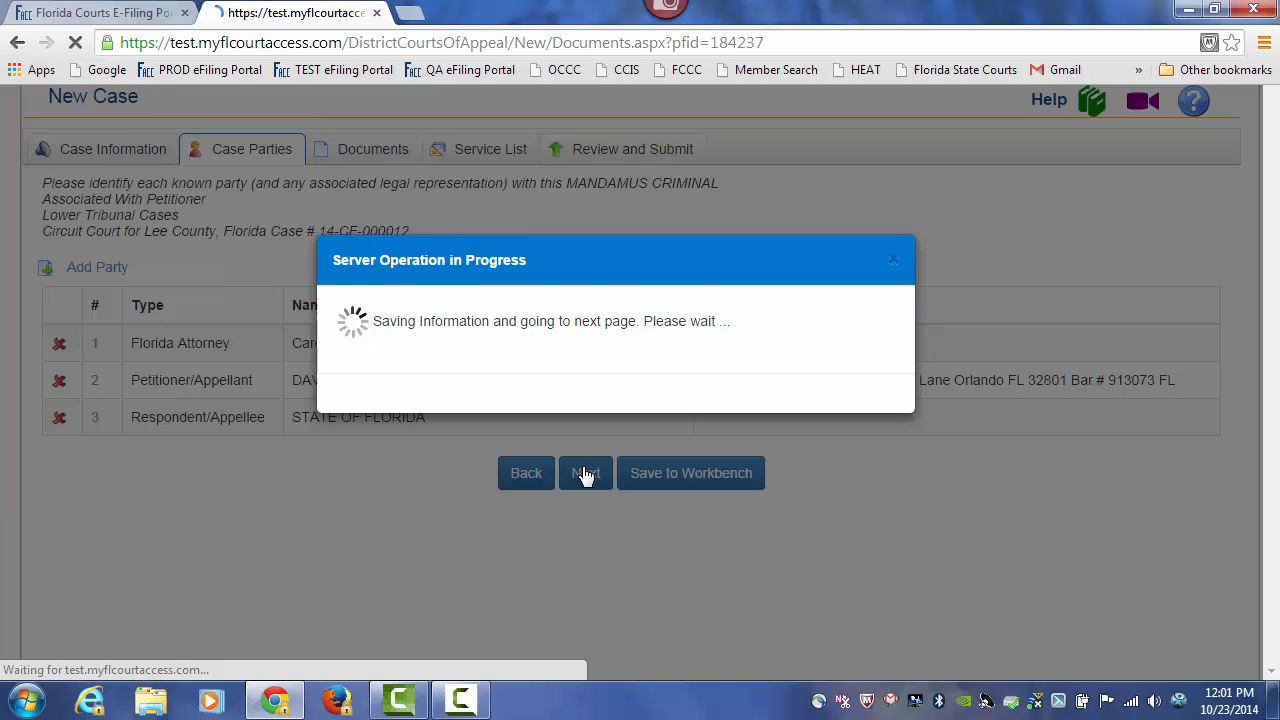 FACC Florida Courts E-Filing Po
https://test.myflcourtacce
https://test.myflcourtaccess.com/DistrictCourtsOfAppeal/New/Documents.aspx?pfid=184237
Apps Google FACC PROD eFiling Portal FACC TEST eFiling Portal FACC QA eFiling Portal OCCC CCIS FCCC Member Search HEAT Florida State Courts Gmail » Other bookmarks
New Case
Help ?
Case Information Case Parties Documents Service List Review and Submit
Please identify each known party (and any associated legal representation) with this MANDAMUS CRIMINAL
Associated With Petitioner
Lower Tribunal Cases
Circuit Court for Lee County, Florida Case # 14-CF-000012
Server Operation in Progress ×
Saving Information and going to next page. Please wait ...
Add Party
# Type
1 Florida Attorney
2 Petitioner/Appellant DAV Lane Orlando FL 32801 Bar # 913073 FL
3 Respondent/Appellee STATE OF FLORIDA
Back Next Save to Workbench
Waiting for test.myflcourtaccess.com...
12:01 PM
10/23/2014